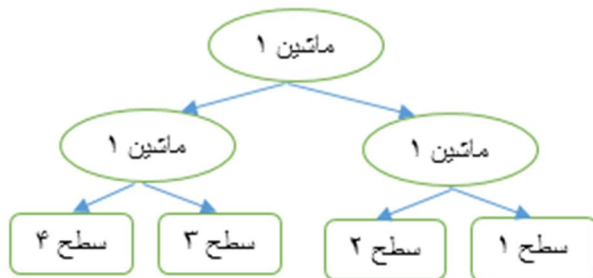 ماشین ۱
ماشین ۱
ماشین ۱
سطح ۱
سطح ۲
سطح ۳
سطح ۴